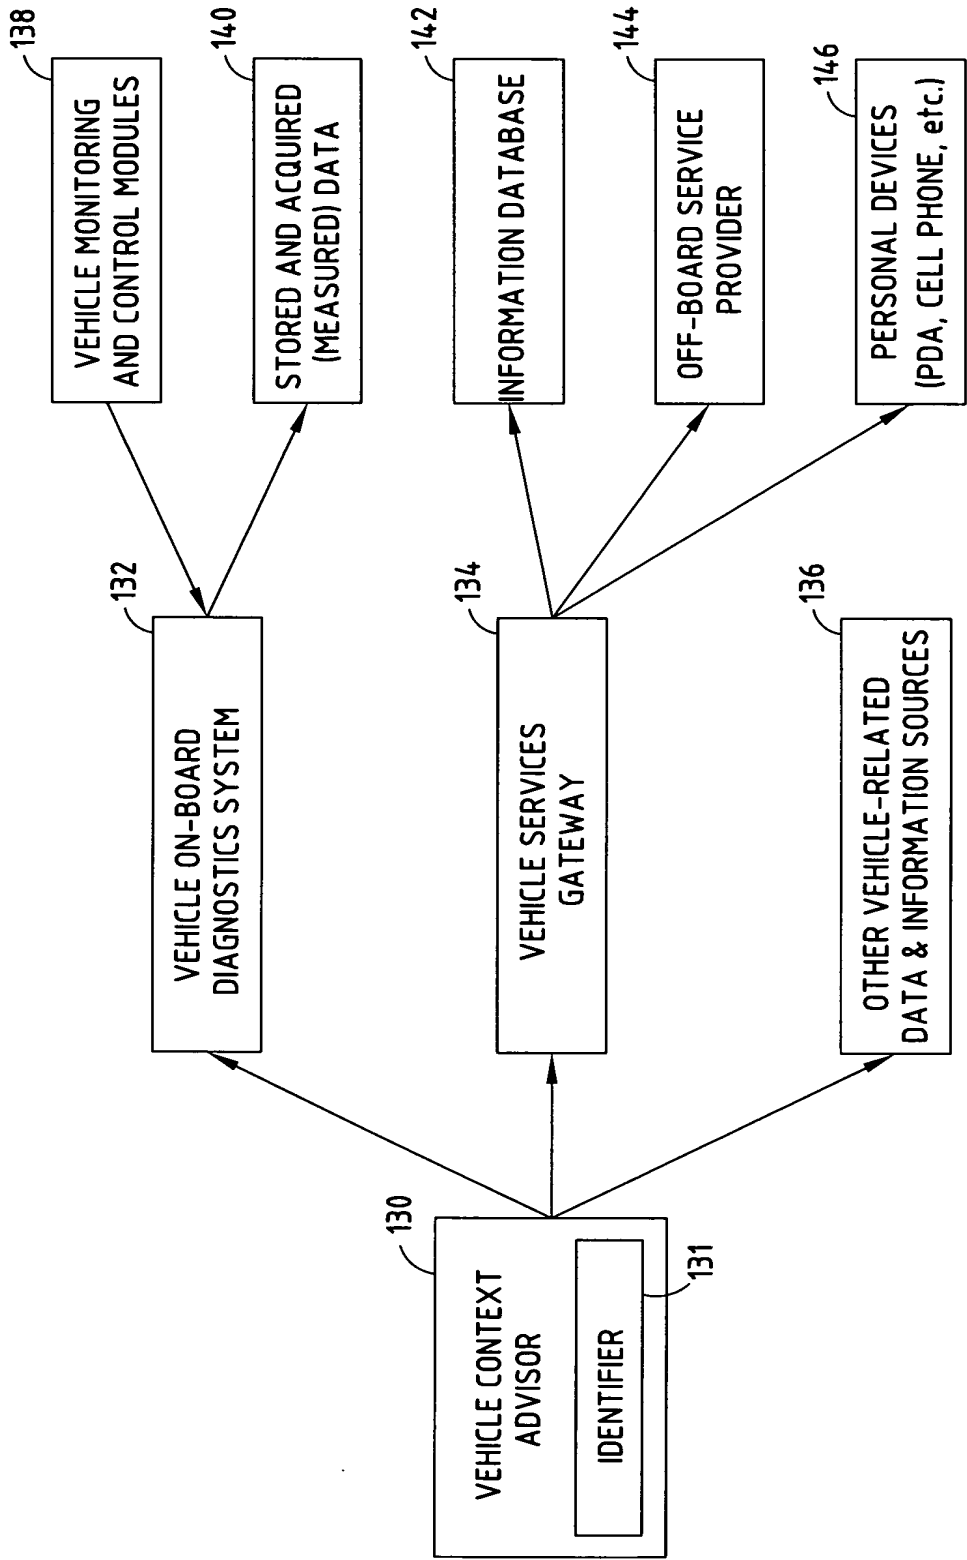 130
VEHICLE CONTEXT
ADVISOR
IDENTIFIER
131
132
VEHICLE ON-BOARD
DIAGNOSTICS SYSTEM
134
VEHICLE SERVICES
GATEWAY
136
OTHER VEHICLE-RELATED
DATA & INFORMATION SOURCES
138
VEHICLE MONITORING
AND CONTROL MODULES
140
STORED AND ACQUIRED
(MEASURED) DATA
142
INFORMATION DATABASE
144
OFF-BOARD SERVICE
PROVIDER
146
PERSONAL DEVICES
(PDA, CELL PHONE, etc.)